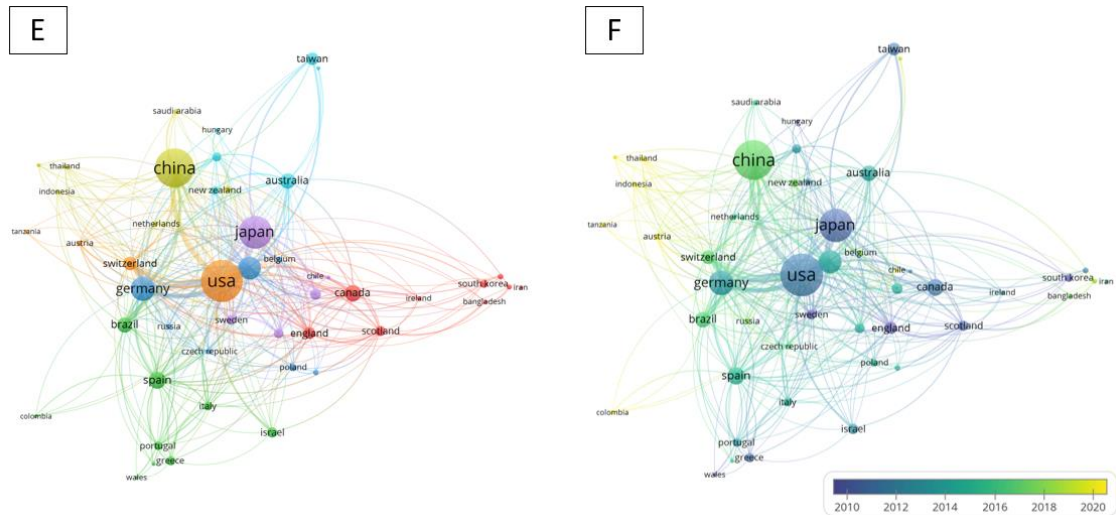 E
taiwan
saudi arabia
hungary
china
thailand
australia
indonesia
new zealand
netherlands
tanzania
japan
austria
switzerland
belgium
usa
chile
germany
south korea
iran
canada
ireland
bangladesh
brazil
russia
sweden
england
scotland
czech republic
poland
spain
italy
colombia
israel
portugal
greece
wales
F
taiwan
saudi arabia
hungary
china
thailand
australia
indonesia
new zealand
netherlands
tanzania
japan
austria
switzerland
belgium
usa
chile
germany
south korea
iran
canada
ireland
bangladesh
brazil
russia
sweden
england
scotland
czech republic
poland
spain
italy
colombia
israel
portugal
greece
wales
2010 2012 2014 2016 2018 2020